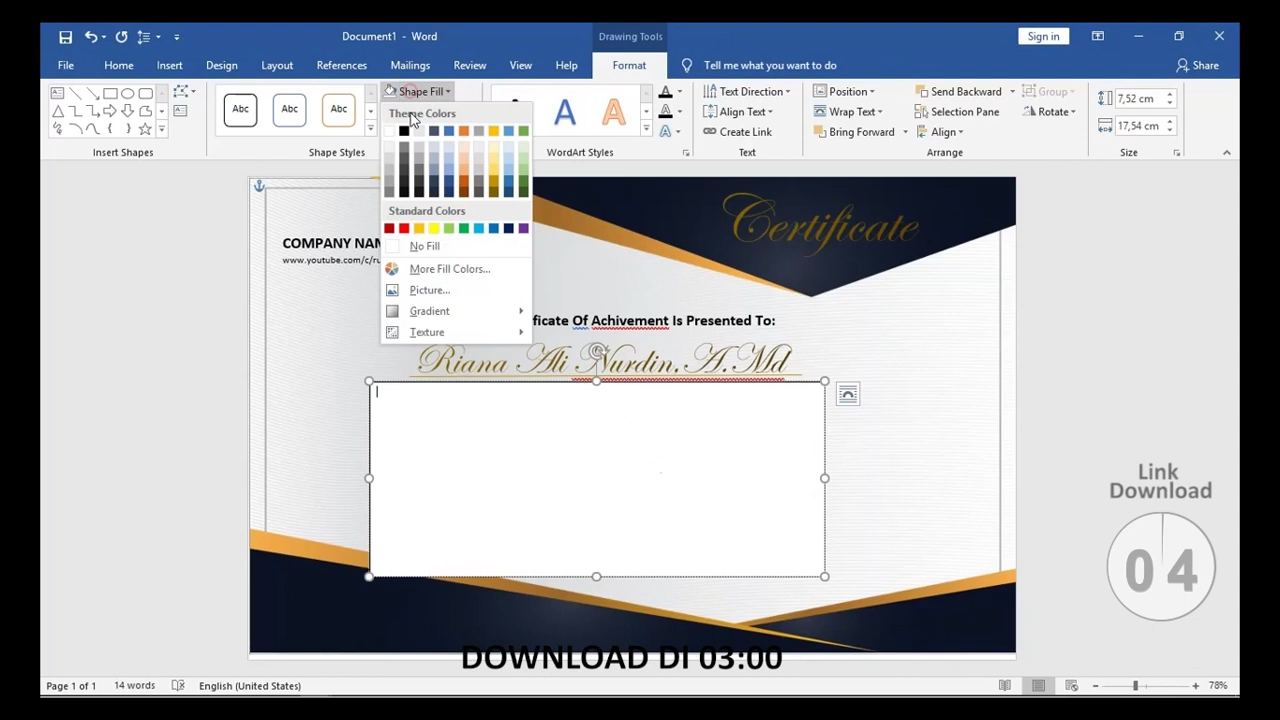 Document1 - Word
Drawing Tools
Sign in
File Home Insert Design Layout References Mailings Review View Help Format Tell me what you want to do Share
Abc Abc Abc
Shape Fill
Text Direction
Align Text
Create Link
Position
Wrap Text
Bring Forward
Send Backward
Selection Pane
Align
Group
Rotate
7,52 cm
17,54 cm
Insert Shapes Shape Styles WordArt Styles Text Arrange Size
Theme Colors
Standard Colors
No Fill
More Fill Colors...
Picture...
Gradient
Texture
Certificate
COMPANY NAM
www.youtube.com/c/ru
ficate Of Achivement Is Presented To:
Riana Ali Nurdin.A.Md
Link
Download
04
DOWNLOAD DI 03:00
Page 1 of 1 14 words English (United States) 78%